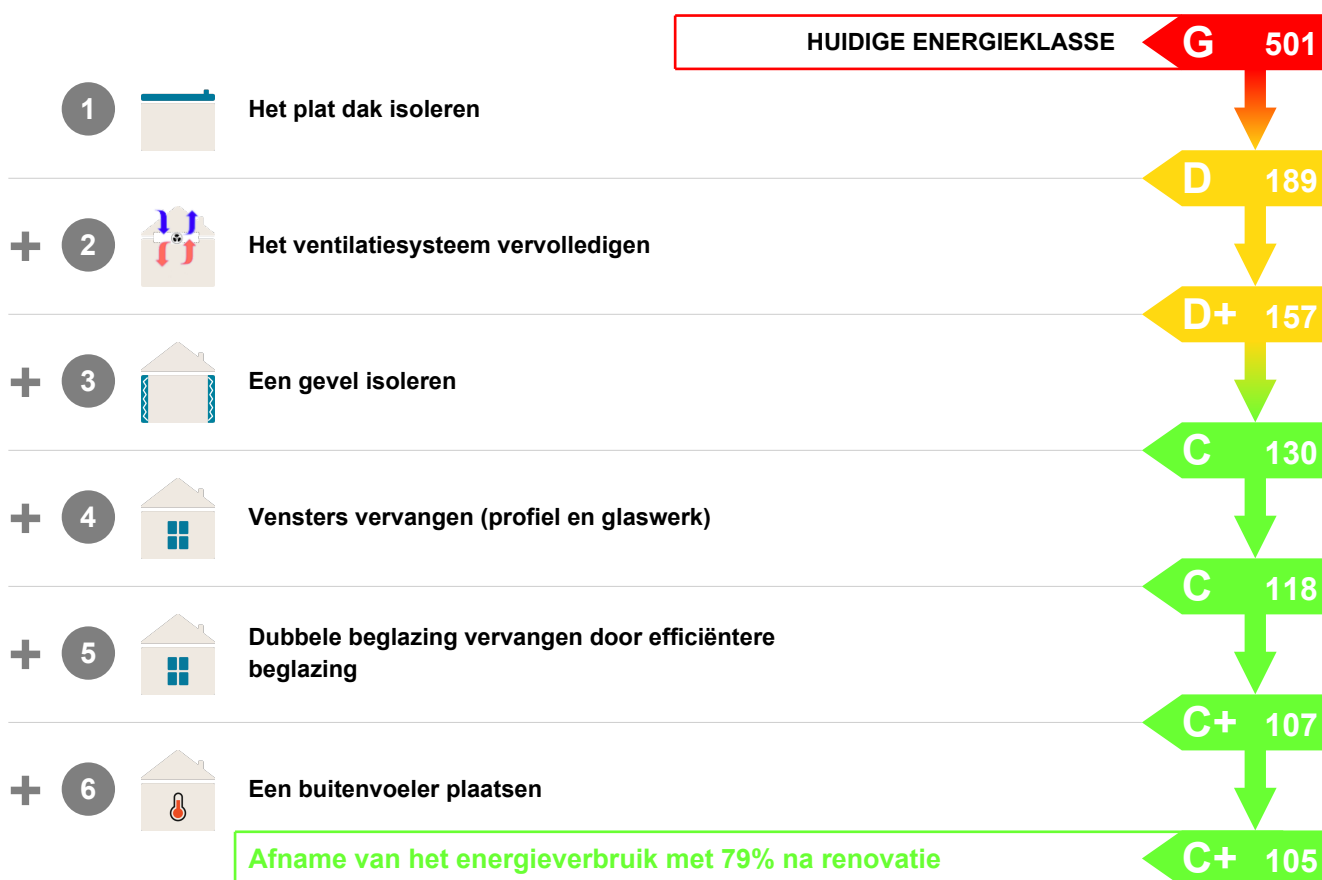 HUIDIGE ENERGIEKLASSE G 501
1 Het plat dak isoleren
D 189
+ 2 Het ventilatiesysteem vervolledigen
D+ 157
+ 3 Een gevel isoleren
C 130
+ 4 Vensters vervangen (profiel en glaswerk)
C 118
+ 5 Dubbele beglazing vervangen door efficiëntere
beglazing
C+ 107
+ 6 Een buitenvoeler plaatsen
Afname van het energieverbruik met 79% na renovatie C+ 105